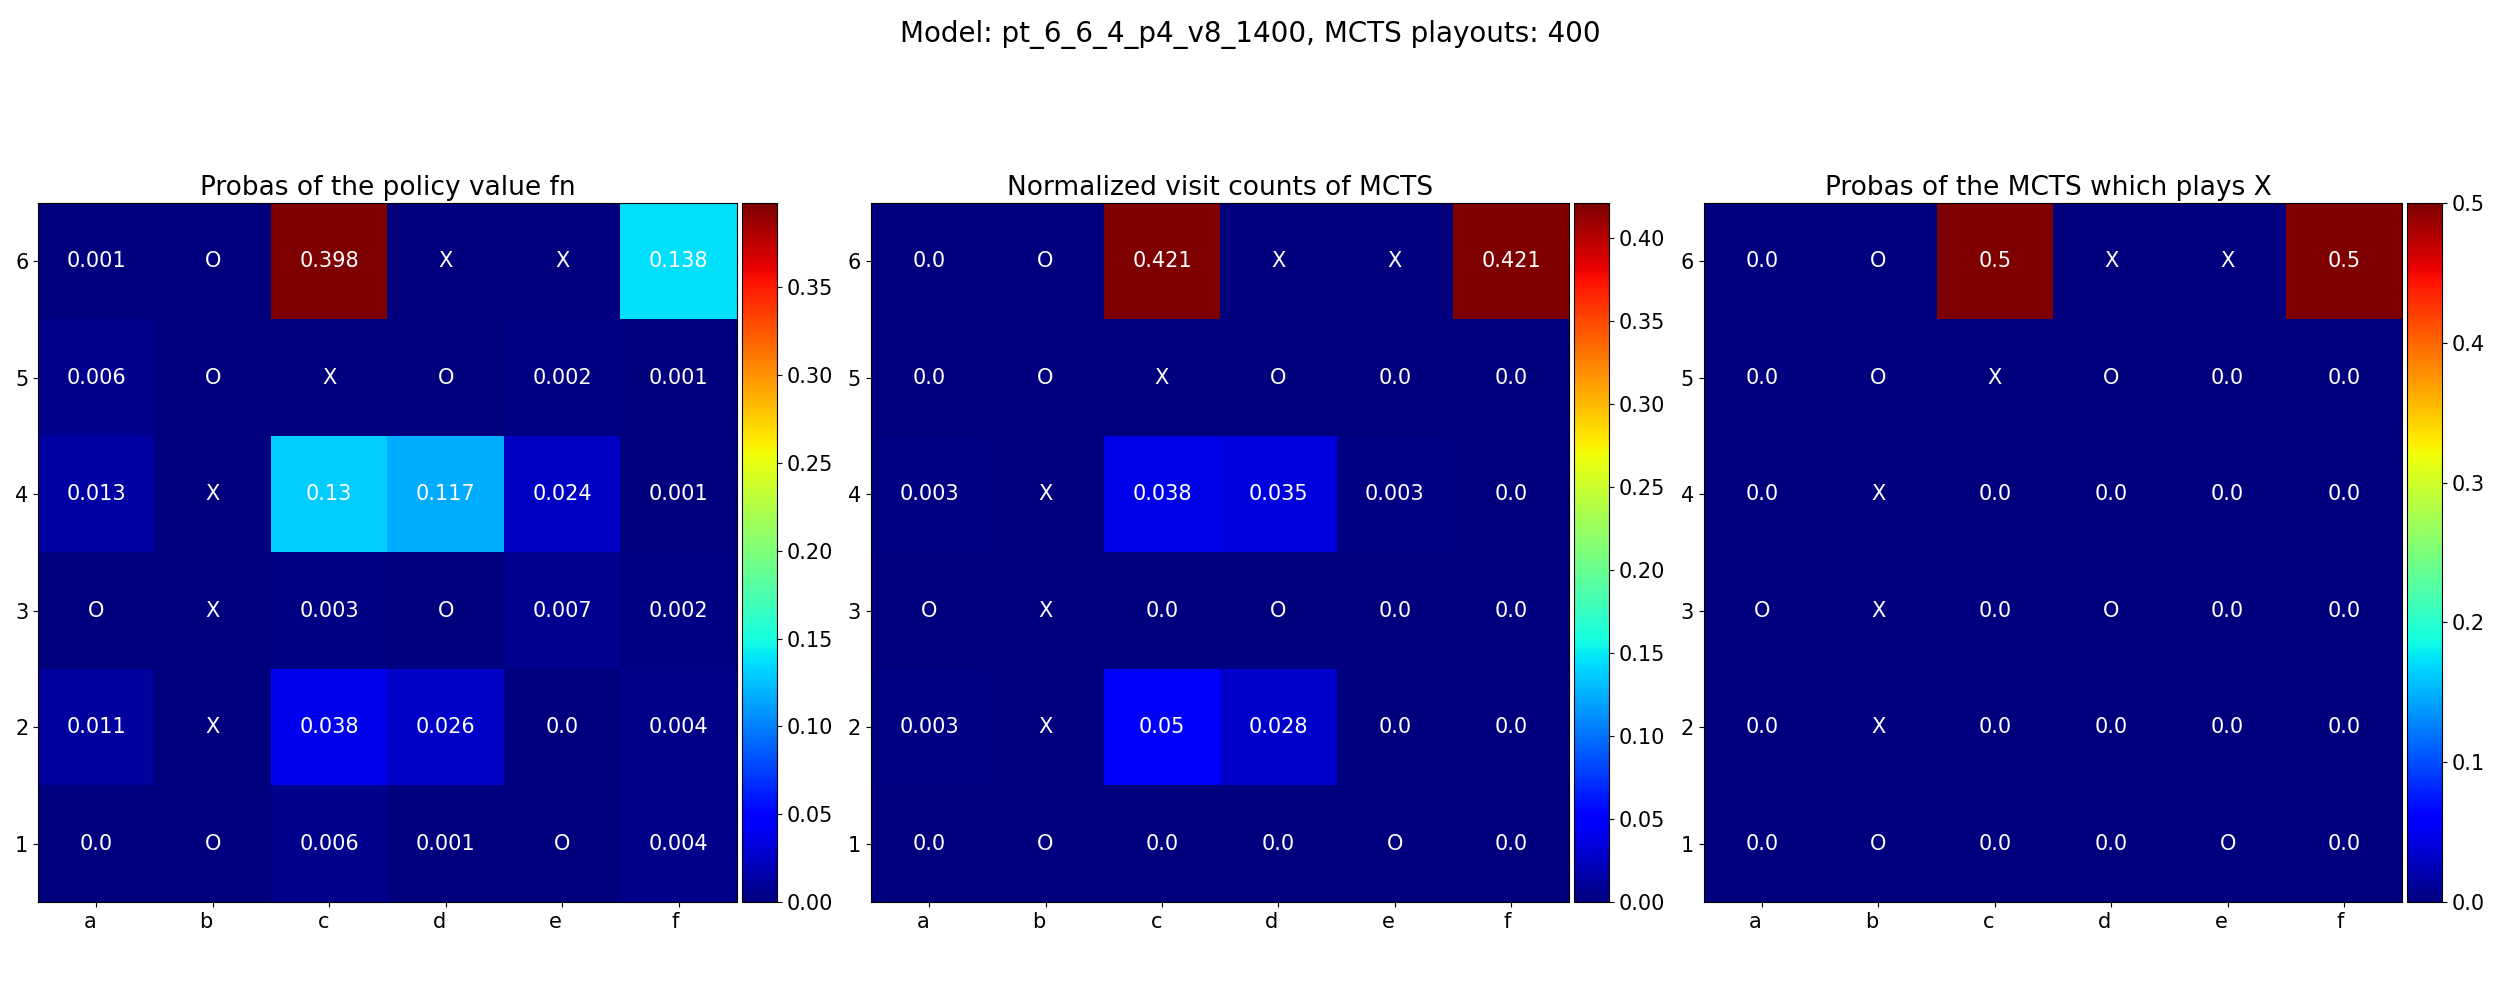 Model: pt_6_6_4_p4_v8_1400, MCTS playouts: 400
Probas of the policy value fn
6 0.001 O 0.398 X X 0.138
5 0.006 O X O 0.002 0.001
4 0.013 X 0.13 0.117 0.024 0.001
3 O X 0.003 O 0.007 0.002
2 0.011 X 0.038 0.026 0.0 0.004
1 0.0 O 0.006 0.001 O 0.004
a b c d e f
0.35
0.30
0.25
0.20
0.15
0.10
0.05
0.00
Normalized visit counts of MCTS
6 0.0 O 0.421 X X 0.421
5 0.0 O X O 0.0 0.0
4 0.003 X 0.038 0.035 0.003 0.0
3 O X 0.0 O 0.0 0.0
2 0.003 X 0.05 0.028 0.0 0.0
1 0.0 O 0.0 0.0 O 0.0
a b c d e f
0.40
0.35
0.30
0.25
0.20
0.15
0.10
0.05
0.00
Probas of the MCTS which plays X
6 0.0 O 0.5 X X 0.5
5 0.0 O X O 0.0 0.0
4 0.0 X 0.0 0.0 0.0 0.0
3 O X 0.0 O 0.0 0.0
2 0.0 X 0.0 0.0 0.0 0.0
1 0.0 O 0.0 0.0 O 0.0
a b c d e f
0.5
0.4
0.3
0.2
0.1
0.0